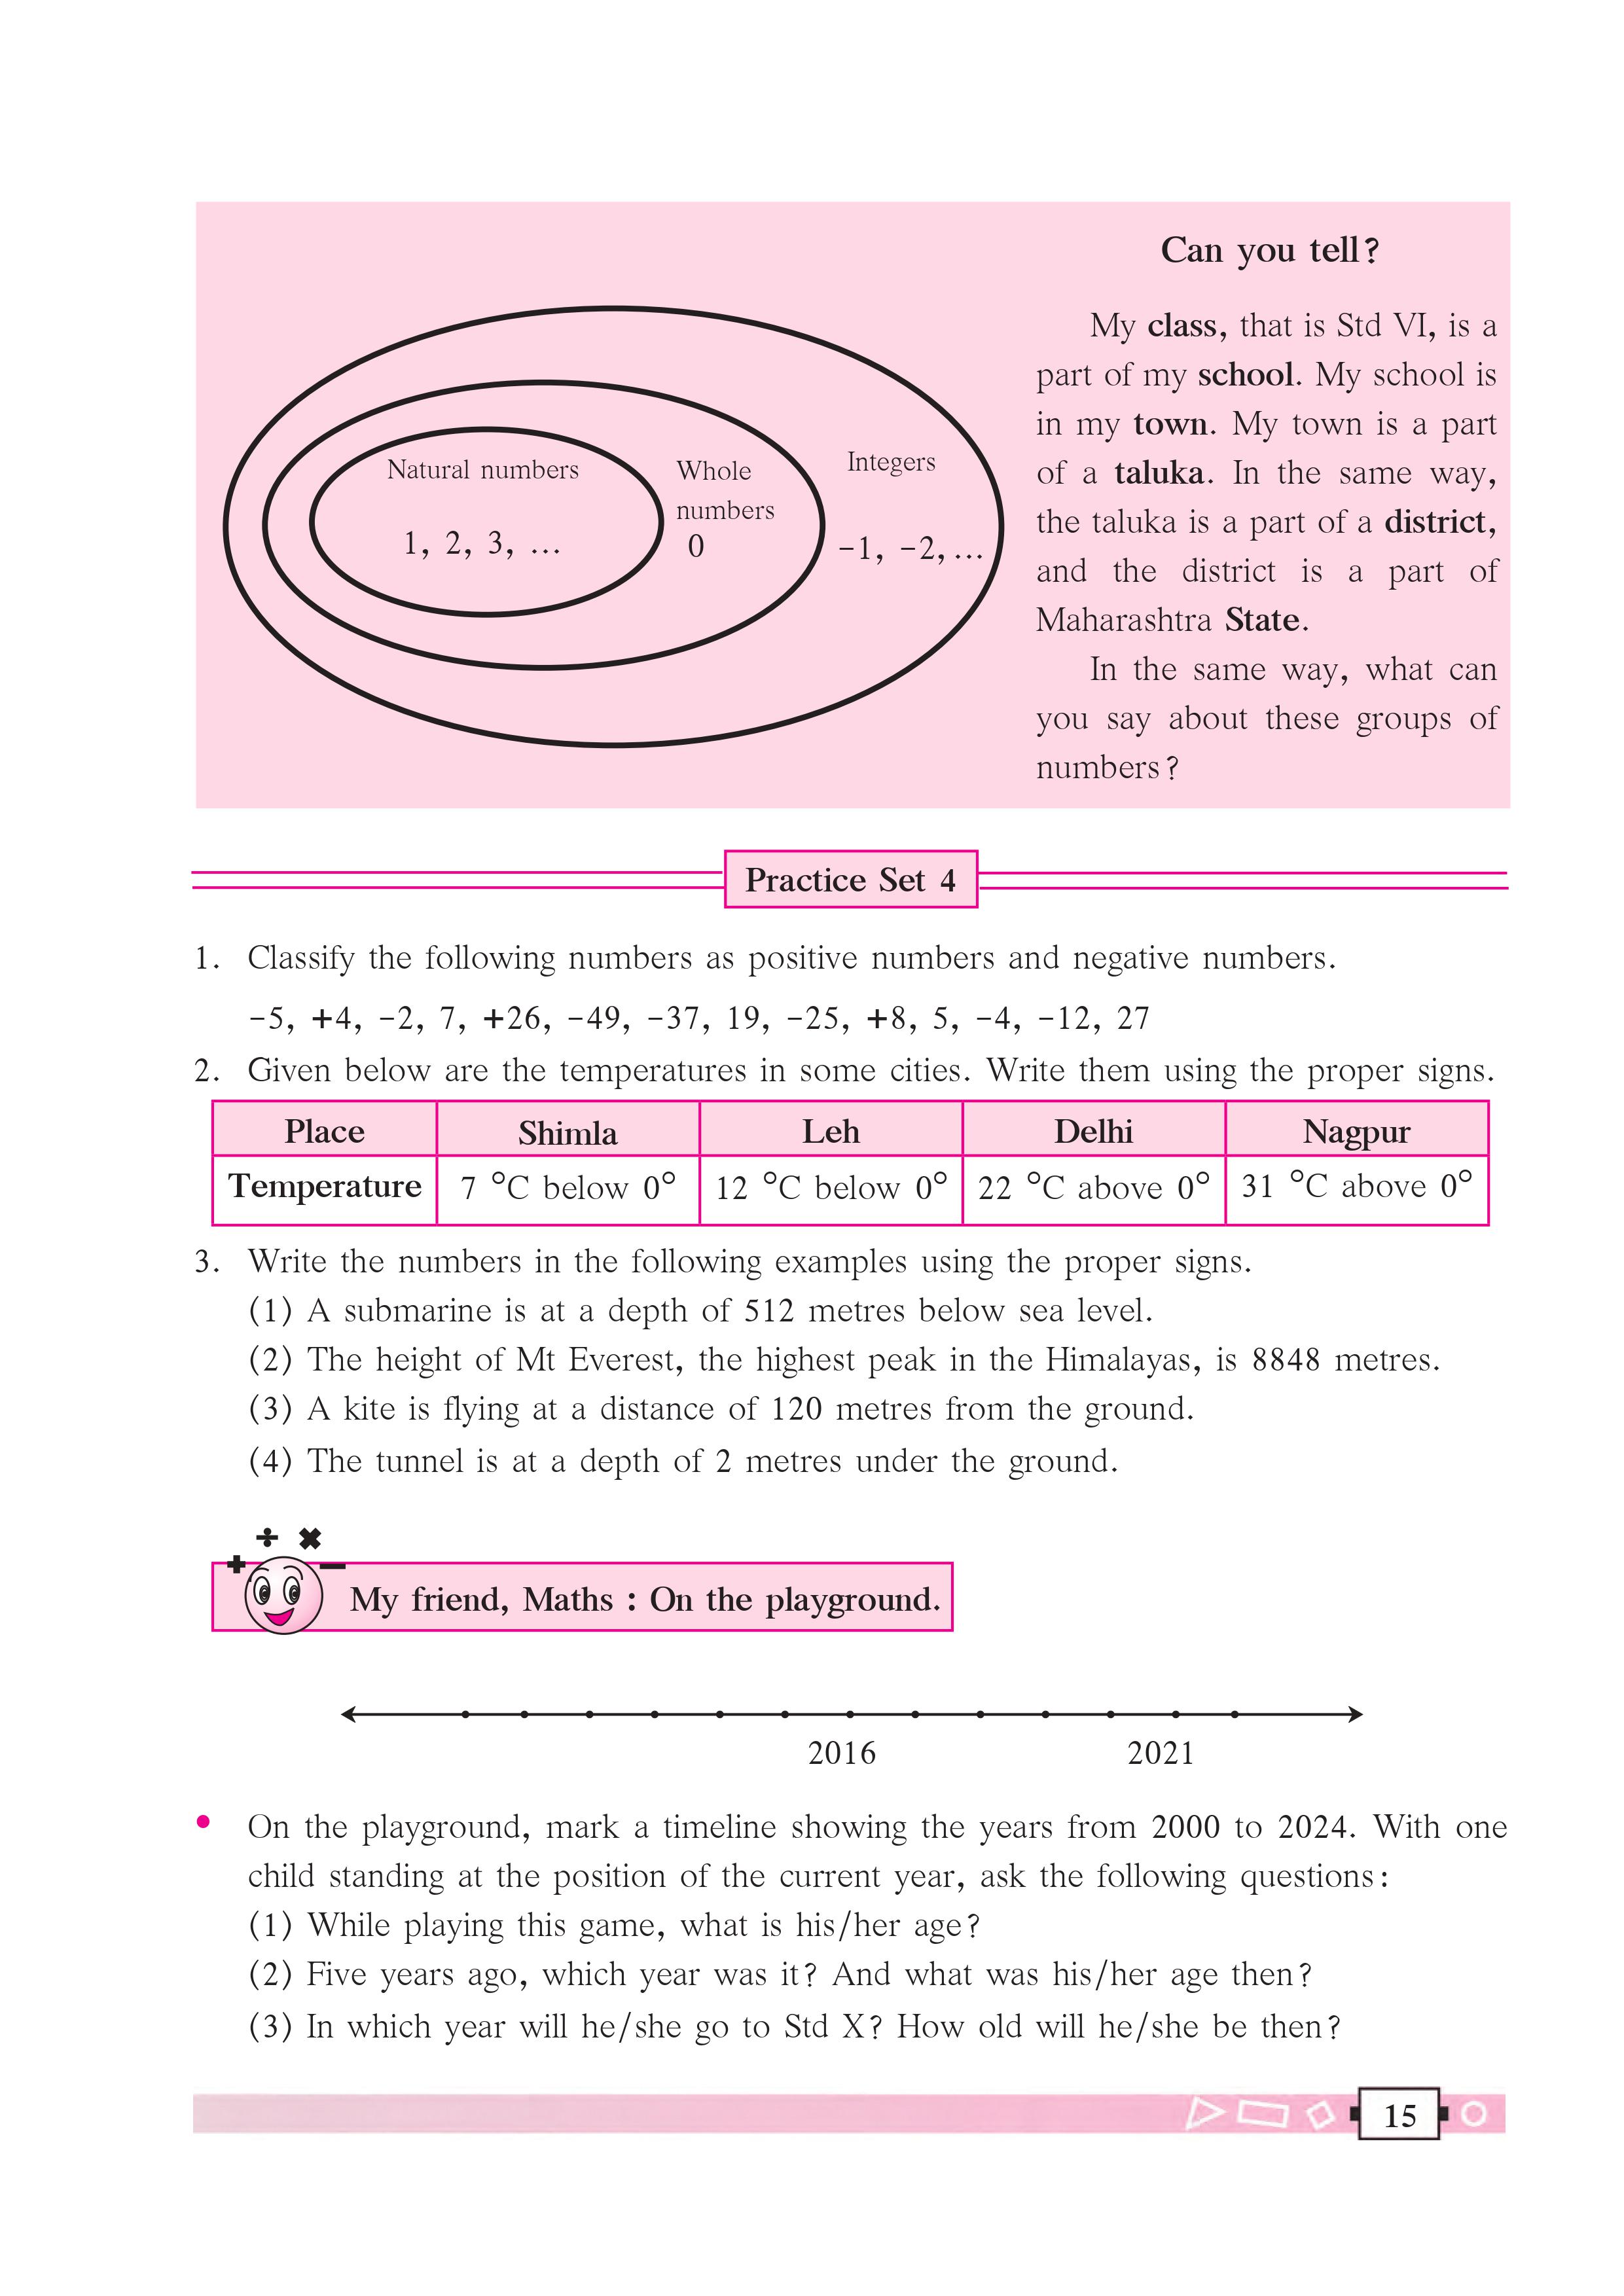 Can you tell?
My class, that is Std VI, is a
part of my school. My school is
in my town. My town is a part
of a taluka. In the same way,
the taluka is a part of a district,
and the district is a part of
Maharashtra State.
In the same way, what can
you say about these groups of
numbers?
Natural numbers
1, 2, 3, ...
Whole
numbers
0
Integers
-1, -2, ...
Practice Set 4
1. Classify the following numbers as positive numbers and negative numbers.
-5, +4, -2, 7, +26, -49, -37, 19, -25, +8, 5, -4, -12, 27
2. Given below are the temperatures in some cities. Write them using the proper signs.
Place Shimla Leh Delhi Nagpur
Temperature 7 °C below 0° 12 °C below 0° 22 °C above 0° 31 °C above 0°
3. Write the numbers in the following examples using the proper signs.
(1) A submarine is at a depth of 512 metres below sea level.
(2) The height of Mt Everest, the highest peak in the Himalayas, is 8848 metres.
(3) A kite is flying at a distance of 120 metres from the ground.
(4) The tunnel is at a depth of 2 metres under the ground.
+ ÷ × −
My friend, Maths : On the playground.
2016 2021
• On the playground, mark a timeline showing the years from 2000 to 2024. With one
child standing at the position of the current year, ask the following questions:
(1) While playing this game, what is his/her age?
(2) Five years ago, which year was it? And what was his/her age then?
(3) In which year will he/she go to Std X? How old will he/she be then?
15